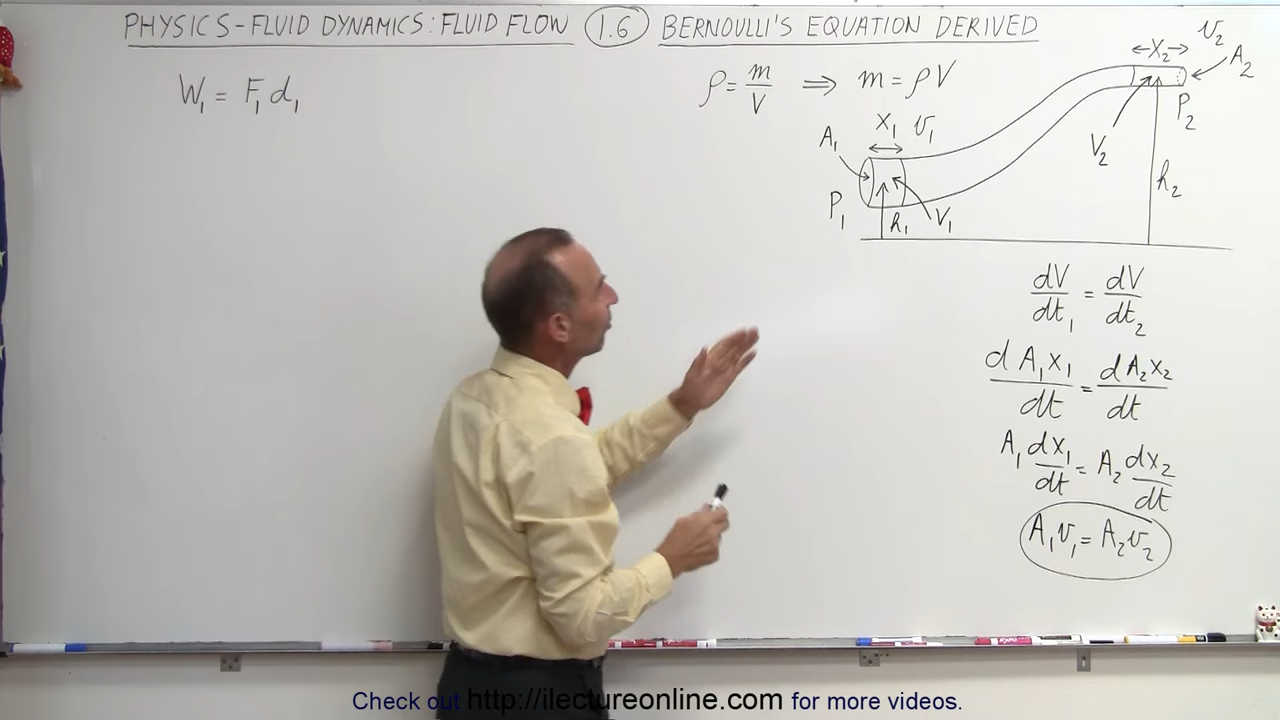 PHYSICS-FLUID DYNAMICS: FLUID FLOW 1.6 BERNOULLI'S EQUATION DERIVED
W₁ = F₁ d₁
ρ = m/V ⇒ m = ρV
A₁
x₁
v₁
P₁
h₁
V₁
x₂
v₂
A₂
P₂
V₂
h₂
dV/dt₁ = dV/dt₂
d A₁x₁/dt = d A₂x₂/dt
A₁ dx₁/dt = A₂ dx₂/dt
A₁v₁ = A₂v₂
Check out http://ilectureonline.com for more videos.